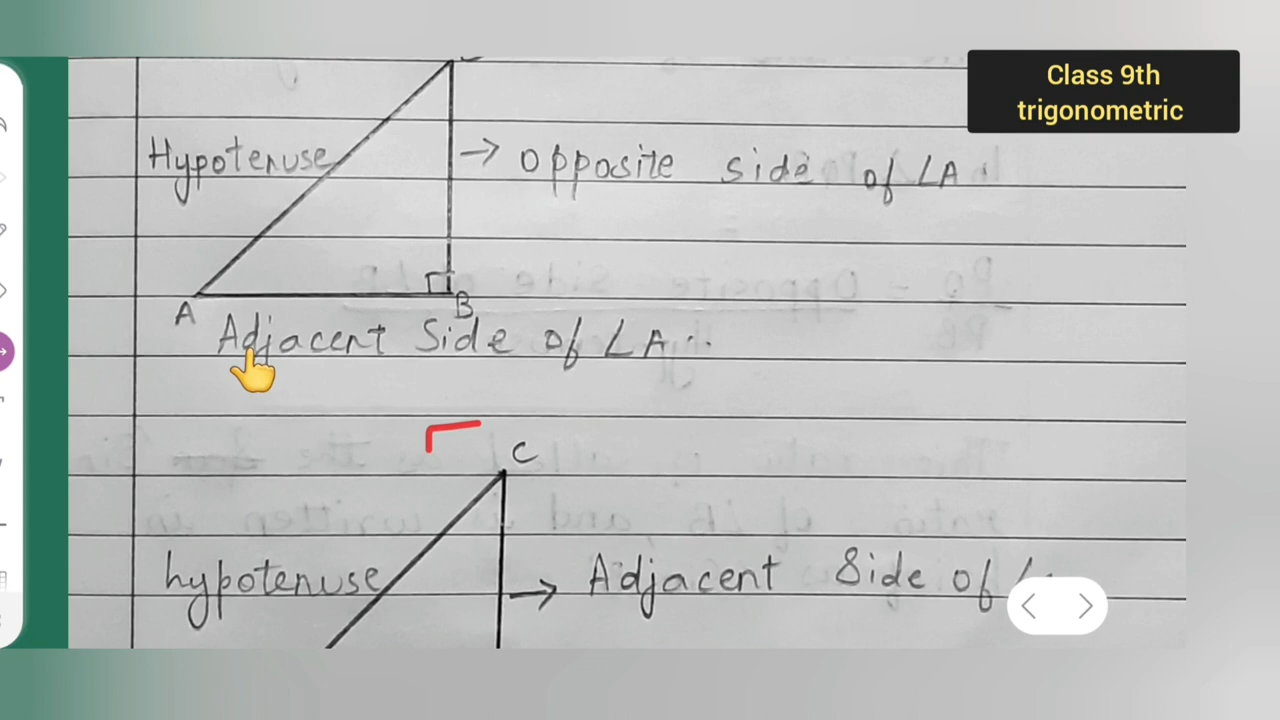 Class 9th
trigonometric
Hypotenuse → opposite side of ∠A.
A
B
Adjacent Side of ∠A..
C
hypotenuse → Adjacent Side of